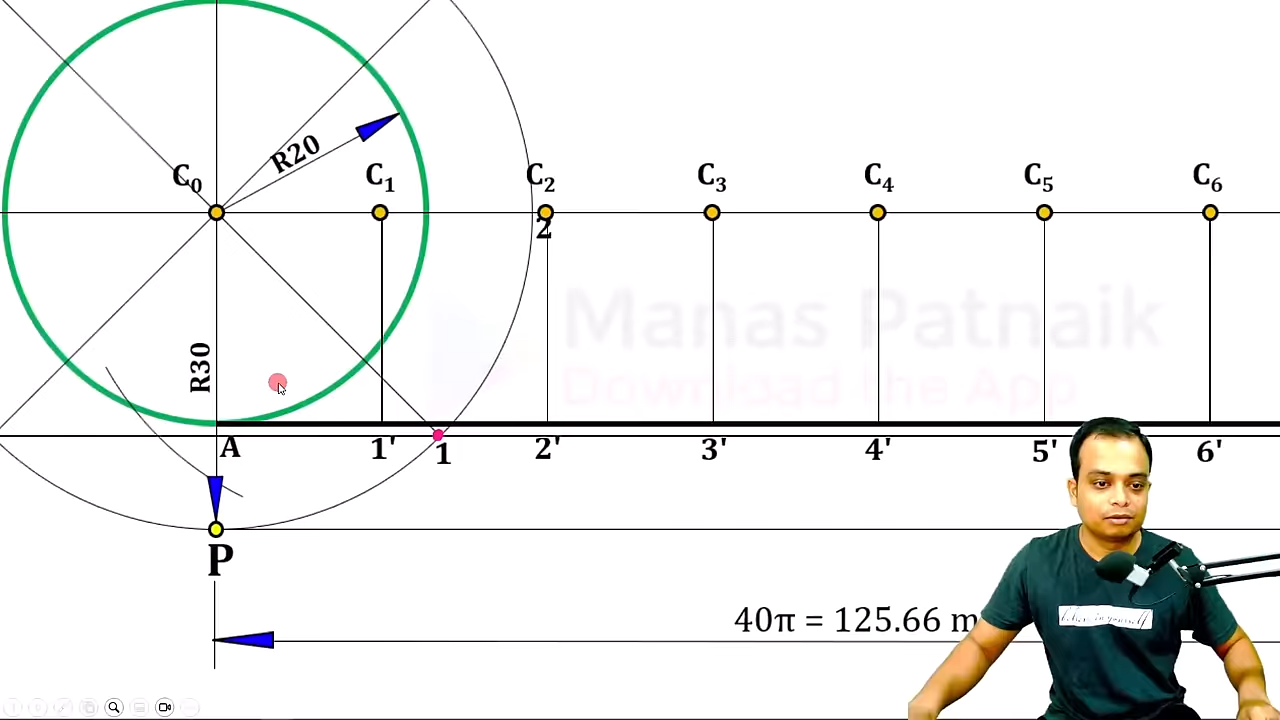 R20
C₀ C₁ C₂ C₃ C₄ C₅ C₆
2
Manas Patnaik
R30
Download the App
A 1' 1 2' 3' 4' 5' 6'
P
40π = 125.66 m